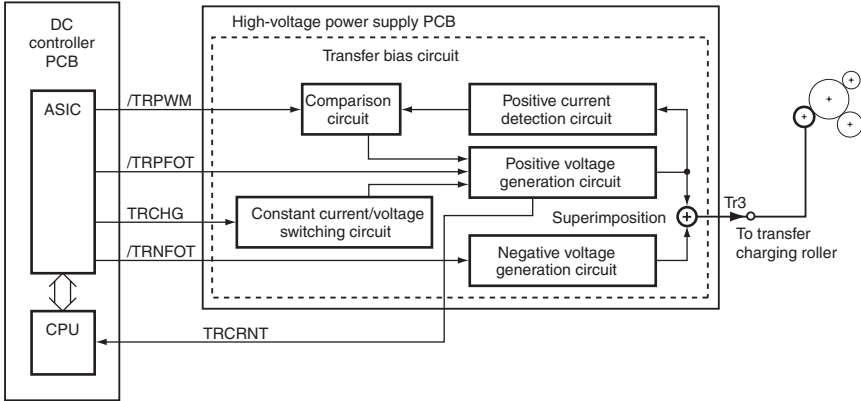 DC
controller
PCB
High-voltage power supply PCB
Transfer bias circuit
ASIC
/TRPWM
Comparison
circuit
Positive current
detection circuit
/TRPFOT
Positive voltage
generation circuit
TRCHG
Constant current/voltage
switching circuit
Superimposition
Tr3
To transfer
charging roller
/TRNFOT
Negative voltage
generation circuit
CPU
TRCRNT